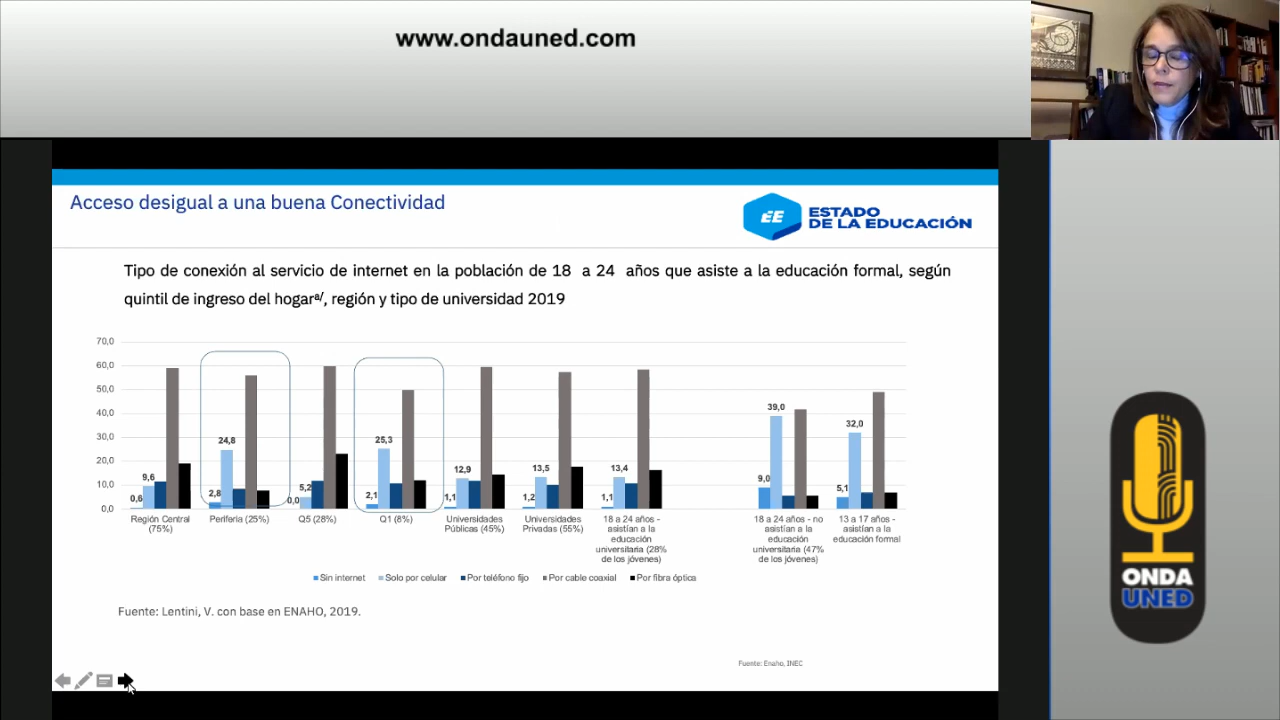 www.ondauned.com
Acceso desigual a una buena Conectividad
ÉE ESTADO
DE LA EDUCACIÓN
Tipo de conexión al servicio de internet en la población de 18 a 24 años que asiste a la educación formal, según
quintil de ingreso del hogara/, región y tipo de universidad 2019
70,0
60,0
50,0
40,0
30,0
20,0
10,0
0,0
0,6
9,6
2,8
24,8
0,0
5,2
2,1
25,3
1,1
12,9
1,2
13,5
1,1
13,4
9,0
39,0
5,1
32,0
Región Central
(75%)
Periferia (25%)
Q5 (28%)
Q1 (8%)
Universidades
Públicas (45%)
Universidades
Privadas (55%)
18 a 24 años -
asistían a la
educación
universitaria (28%
de los jóvenes)
18 a 24 años - no
asistían a la
educación
universitaria (47%
de los jóvenes)
13 a 17 años -
asistían a la
educación formal
Sin internet
Solo por celular
Por teléfono fijo
Por cable coaxial
Por fibra óptica
Fuente: Lentini, V. con base en ENAHO, 2019.
Fuente: Enaho, INEC
ONDA
UNED